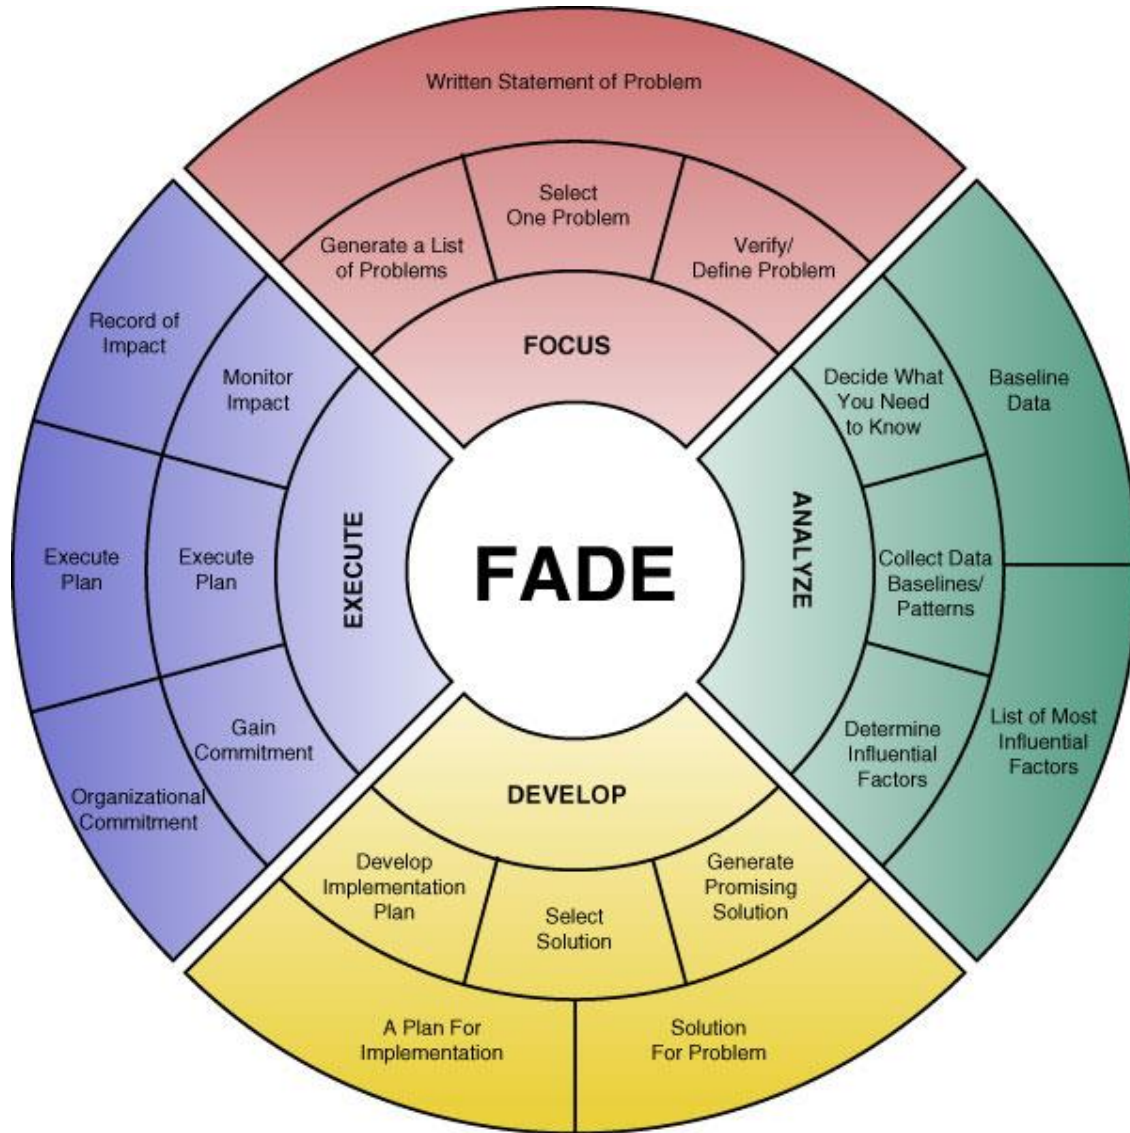 Written Statement of Problem
Generate a List
of Problems
Select
One Problem
Verify/
Define Problem
FOCUS
Baseline
Data
Decide What
You Need
to Know
Collect Data
Baselines/
Patterns
Determine
Influential
Factors
List of Most
Influential
Factors
ANALYZE
DEVELOP
Generate
Promising
Solution
Select
Solution
Develop
Implementation
Plan
Solution
For Problem
A Plan For
Implementation
EXECUTE
Gain
Commitment
Execute
Plan
Monitor
Impact
Organizational
Commitment
Execute
Plan
Record of
Impact
FADE